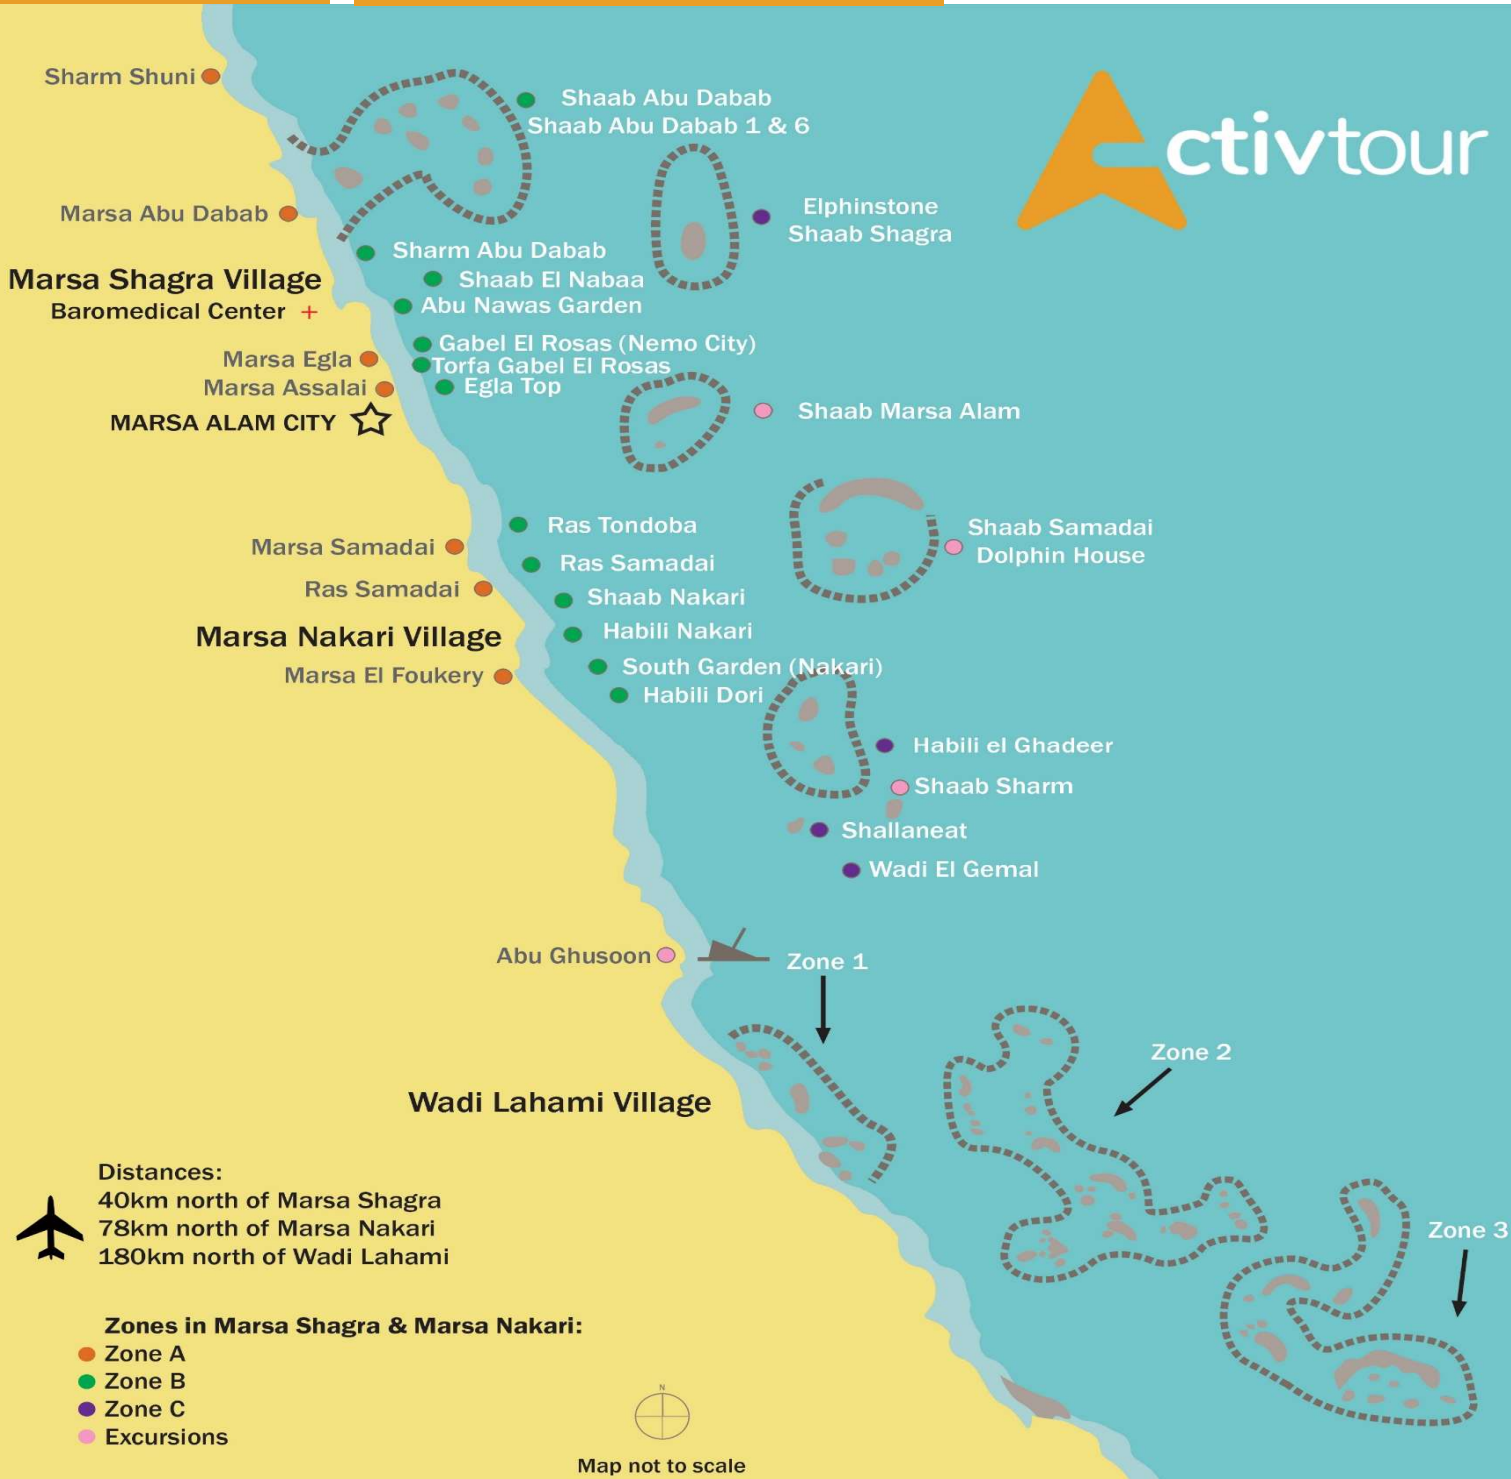 Sharm Shuni
Shaab Abu Dabab
Shaab Abu Dabab 1 & 6
ctivtour
Marsa Abu Dabab
Elphinstone
Shaab Shagra
Sharm Abu Dabab
Marsa Shagra Village
Shaab El Nabaa
Baromedical Center +
Abu Nawas Garden
Gabel El Rosas (Nemo City)
Marsa Egla
Torfa Gabel El Rosas
Marsa Assalai
Egla Top
MARSA ALAM CITY
Shaab Marsa Alam
Ras Tondoba
Shaab Samadai
Dolphin House
Marsa Samadai
Ras Samadai
Ras Samadai
Shaab Nakari
Marsa Nakari Village
Habili Nakari
South Garden (Nakari)
Marsa El Foukery
Habili Dori
Habili el Ghadeer
Shaab Sharm
Shallaneat
Wadi El Gemal
Abu Ghusoon
Zone 1
Zone 2
Wadi Lahami Village
Distances:
40km north of Marsa Shagra
78km north of Marsa Nakari
180km north of Wadi Lahami
Zone 3
Zones in Marsa Shagra & Marsa Nakari:
Zone A
Zone B
Zone C
Excursions
N
Map not to scale